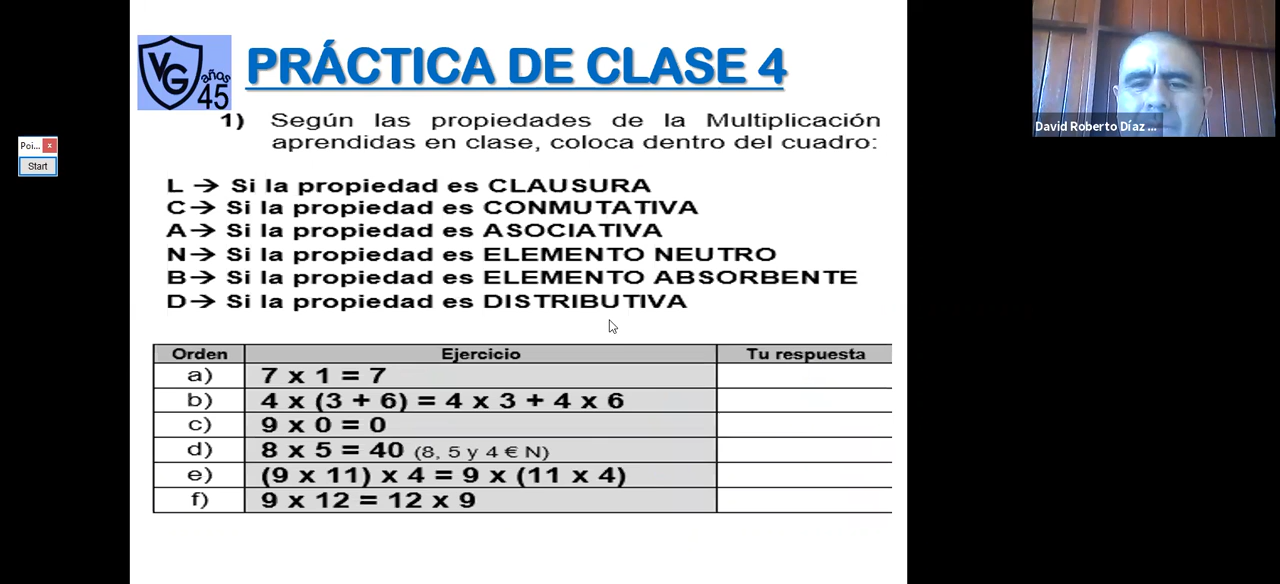 VG
años
45
PRÁCTICA DE CLASE 4
1) Según las propiedades de la Multiplicación
aprendidas en clase, coloca dentro del cuadro:
L → Si la propiedad es CLAUSURA
C → Si la propiedad es CONMUTATIVA
A → Si la propiedad es ASOCIATIVA
N → Si la propiedad es ELEMENTO NEUTRO
B → Si la propiedad es ELEMENTO ABSORBENTE
D → Si la propiedad es DISTRIBUTIVA
Orden Ejercicio Tu respuesta
a) 7 x 1 = 7
b) 4 x (3 + 6) = 4 x 3 + 4 x 6
c) 9 x 0 = 0
d) 8 x 5 = 40 (8, 5 y 4 € N)
e) (9 x 11) x 4 = 9 x (11 x 4)
f) 9 x 12 = 12 x 9
Poi... x
Start
David Roberto Díaz ...